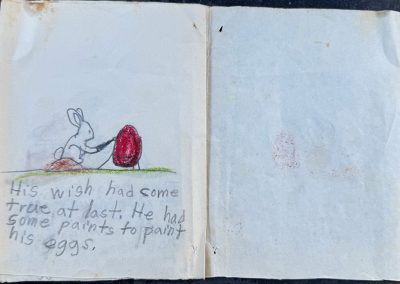 His wish had come
true at last. He had
some paints to paint
his eggs.